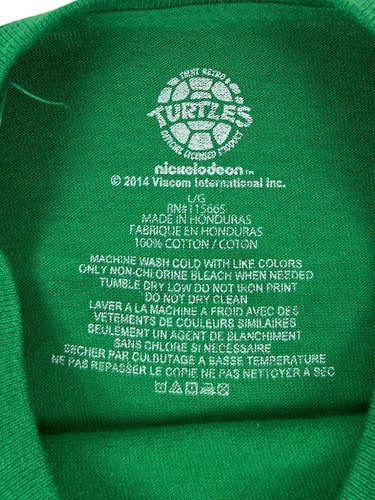 TMNT RETRO
TURTLES
OFFICIAL LICENSED PRODUCT
nickelodeon™
© 2014 Viacom International Inc.
L/G
RN#115665
MADE IN HONDURAS
FABRIQUE EN HONDURAS
100% COTTON / COTON
MACHINE WASH COLD WITH LIKE COLORS
ONLY NON-CHLORINE BLEACH WHEN NEEDED
TUMBLE DRY LOW DO NOT IRON PRINT
DO NOT DRY CLEAN
LAVER A LA MACHINE A FROID AVEC DES
VETEMENTS DE COULEURS SIMILAIRES
SEULEMENT UN AGENT DE BLANCHIMENT
SANS CHLORE SI NECESSAIRE
SECHER PAR CULBUTAGE A BASSE TEMPERATURE
NE PAS REPASSER LE COPIE NE PAS NETTOYER A SEC